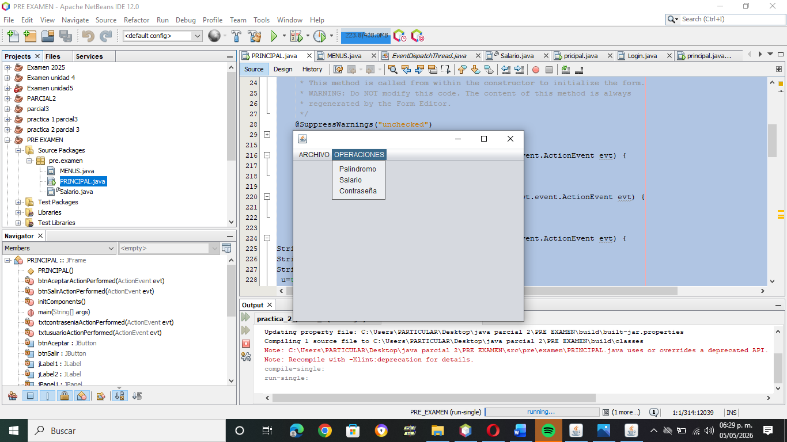 PRE EXAMEN - Apache NetBeans IDE 12.0
File Edit View Navigate Source Refactor Run Debug Profile Team Tools Window Help
Search (Ctrl+I)
<default config>
Projects Files Services
Examen 2025
Examen unidad 4
Examen unidad5
PARCIAL2
parcial3
practica 1 parcial3
practica 2 parcial 3
PRE EXAMEN
Source Packages
pre.examen
MENUS.java
PRINCIPAL.java
Salario.java
Test Packages
Libraries
Test Libraries
Navigator
Members <empty>
PRINCIPAL :: JFrame
PRINCIPAL()
btnAceptarActionPerformed(ActionEvent evt)
btnSalirActionPerformed(ActionEvent evt)
initComponents()
main(String[] args)
txtcontraseniaActionPerformed(ActionEvent evt)
txtusuarioActionPerformed(ActionEvent evt)
btnAceptar : JButton
btnSalir : JButton
jLabel1 : JLabel
jLabel2 : JLabel
jPanel1 : JPanel
PRINCIPAL.java MENUS.java EventDispatchThread.java Salario.java pricipal.java Login.java principal.java...
Source Design History
24 * This method is called from within the constructor to initialize the form.
25 * WARNING: Do NOT modify this code. The content of this method is always
26 * regenerated by the Form Editor.
27 */
28 @SuppressWarnings("unchecked")
29
216 vent.ActionEvent evt) {
217
218
219
220 t.event.ActionEvent evt) {
221
222
223
224 vent.ActionEvent evt) {
225 Stri
226 Stri
227 Stri
228
ARCHIVO OPERACIONES
Palindromo
Salario
Contraseña
Output
Updating property file: C:\Users\PARTICULAR\Desktop\java parcial 2\PRE EXAMEN\build\built-jar.properties
Compiling 1 source file to C:\Users\PARTICULAR\Desktop\java parcial 2\PRE EXAMEN\build\classes
Note: C:\Users\PARTICULAR\Desktop\java parcial 2\PRE EXAMEN\src\pre\examen\PRINCIPAL.java uses or overrides a deprecated API.
Note: Recompile with -Xlint:deprecation for details.
compile-single:
run-single:
PRE_EXAMEN (run-single) running... (1 more...) 1:1/314:12039 INS
Buscar
06:29 p. m.
05/05/2026